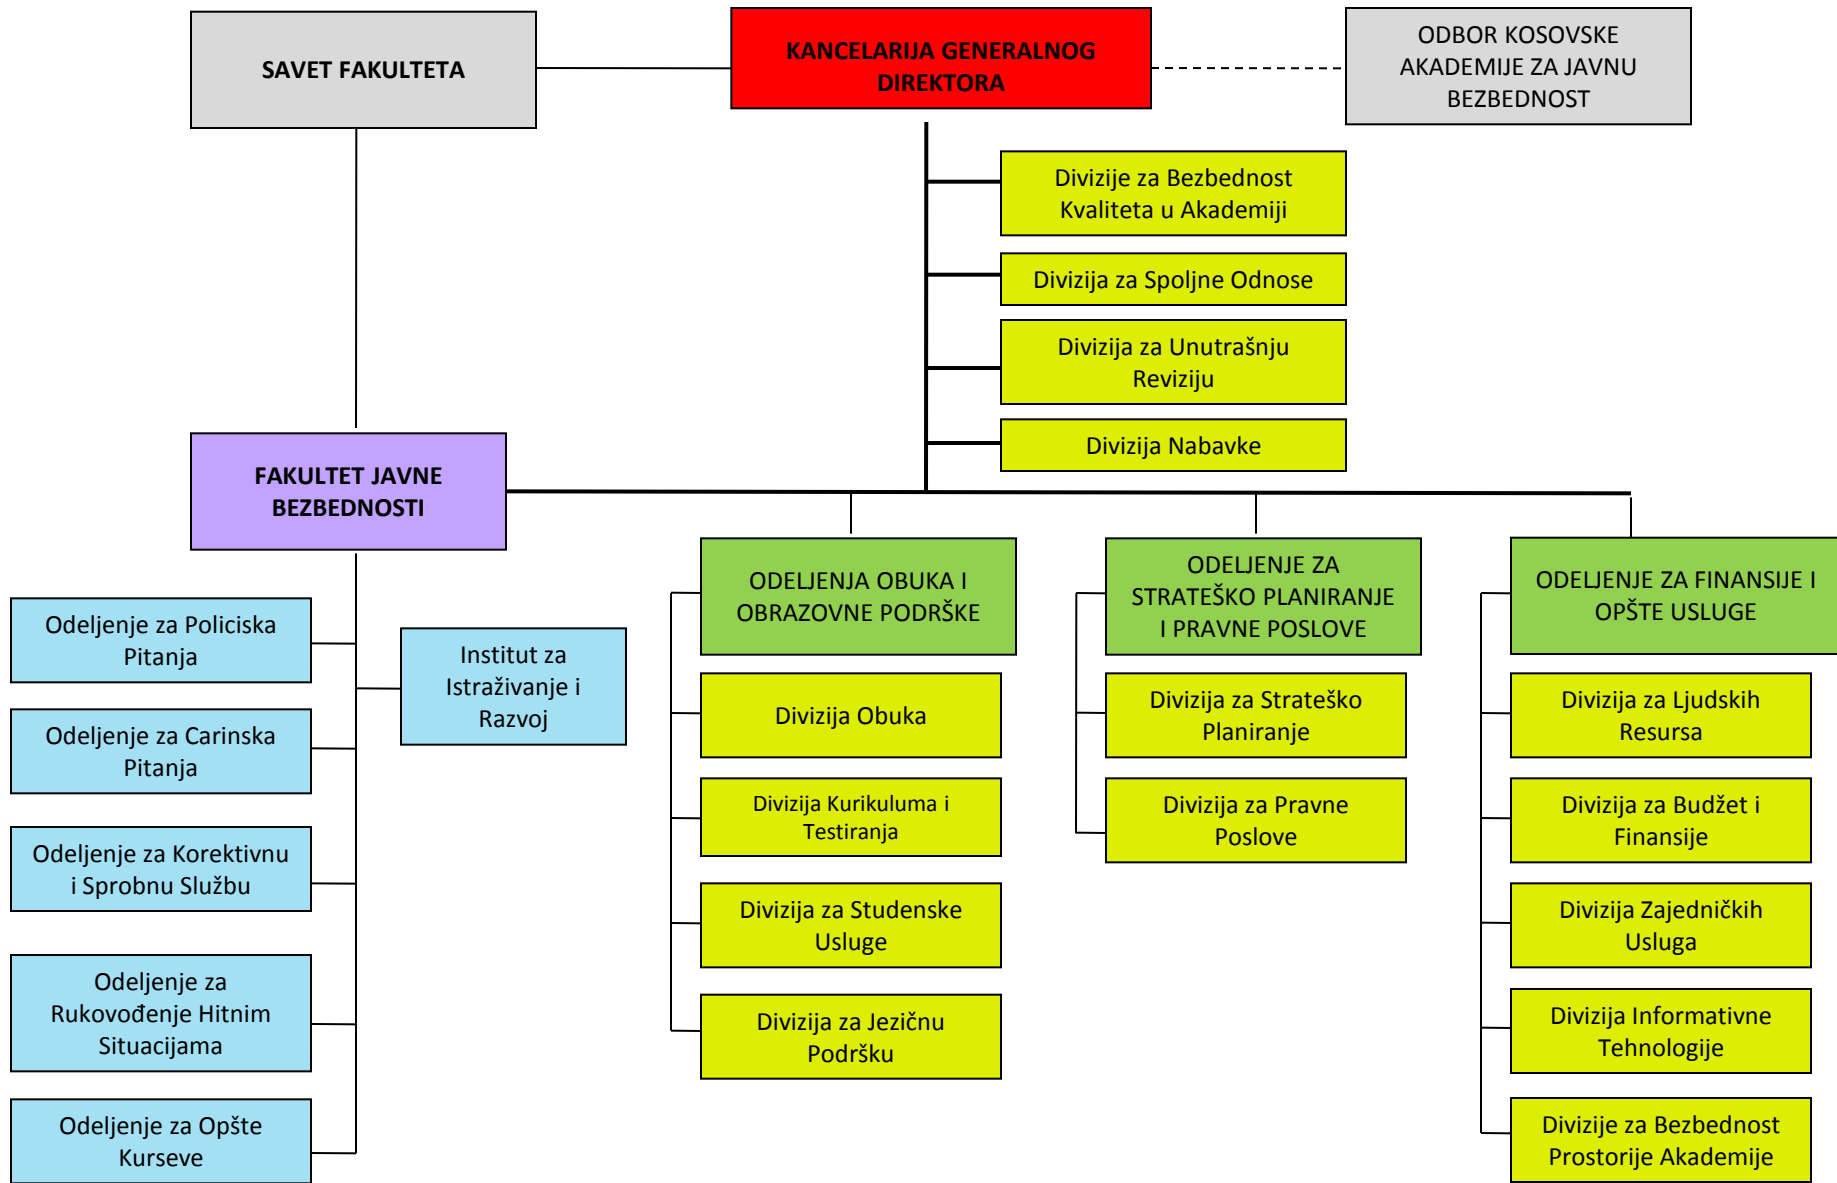 SAVET FAKULTETA
KANCELARIJA GENERALNOG
DIREKTORA
ODBOR KOSOVSKE
AKADEMIJE ZA JAVNU
BEZBEDNOST
Divizije za Bezbednost
Kvaliteta u Akademiji
Divizija za Spoljne Odnose
Divizija za Unutrašnju
Reviziju
Divizija Nabavke
FAKULTET JAVNE
BEZBEDNOSTI
Odeljenje za Policiska
Pitanja
Odeljenje za Carinska
Pitanja
Odeljenje za Korektivnu
i Sprobnu Službu
Odeljenje za
Rukovođenje Hitnim
Situacijama
Odeljenje za Opšte
Kurseve
Institut za
Istraživanje i
Razvoj
ODELJENJA OBUKA I
OBRAZOVNE PODRŠKE
Divizija Obuka
Divizija Kurikuluma i
Testiranja
Divizija za Studenske
Usluge
Divizija za Jezičnu
Podršku
ODELJENJE ZA
STRATEŠKO PLANIRANJE
I PRAVNE POSLOVE
Divizija za Strateško
Planiranje
Divizija za Pravne
Poslove
ODELJENJE ZA FINANSIJE I
OPŠTE USLUGE
Divizija za Ljudskih
Resursa
Divizija za Budžet i
Finansije
Divizija Zajedničkih
Usluga
Divizija Informativne
Tehnologije
Divizije za Bezbednost
Prostorije Akademije